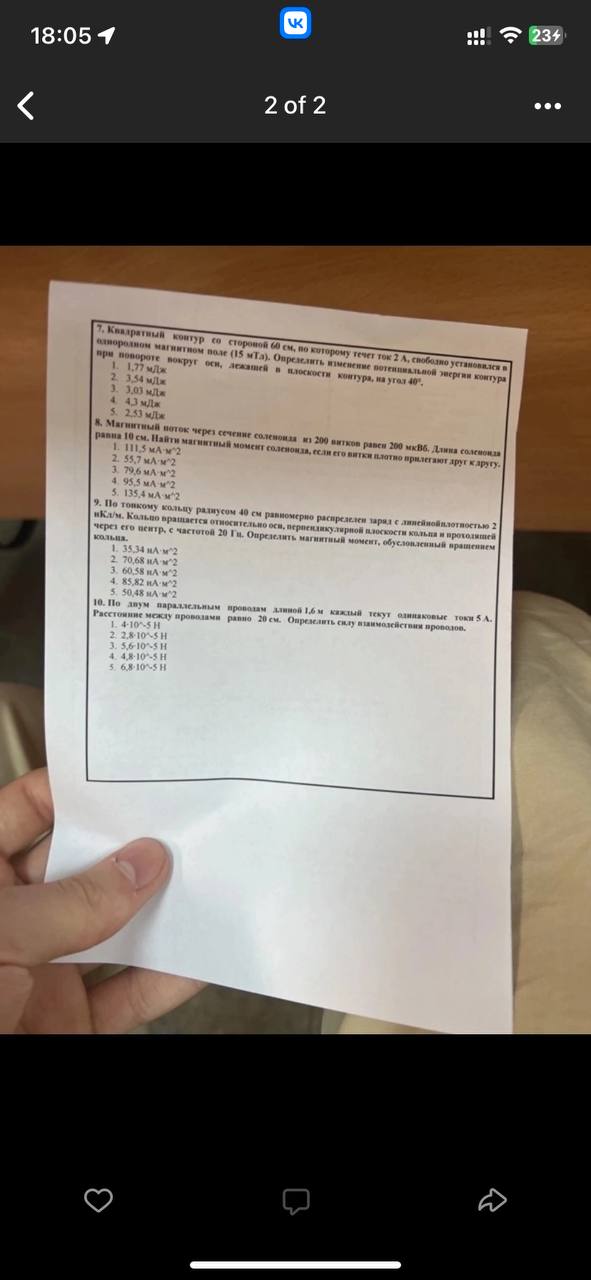 18:05
23
2 of 2
7. Квадратный контур со стороной 60 см, по которому течет ток 2 А, свободно установился в
однородном магнитном поле (15 мТл). Определить изменение потенциальной энергии контура
при повороте вокруг оси, лежащей в плоскости контура, на угол 40°.
1. 1,77 мДж
2. 3,54 мДж
3. 3,03 мДж
4. 4,3 мДж
5. 2,53 мДж
8. Магнитный поток через сечение соленоида из 200 витков равен 200 мкВб. Длина соленоида
равна 10 см. Найти магнитный момент соленоида, если его витки плотно прилегают друг к другу.
1. 111,5 мА·м^2
2. 55,7 мА·м^2
3. 79,6 мА·м^2
4. 95,5 мА·м^2
5. 135,4 мА·м^2
9. По тонкому кольцу радиусом 40 см равномерно распределен заряд с линейнойплотностью 2
нКл/м. Кольцо вращается относительно оси, перпендикулярной плоскости кольца и проходящей
через его центр, с частотой 20 Гц. Определить магнитный момент, обусловленный вращением
кольца.
1. 35,34 нА·м^2
2. 70,68 нА·м^2
3. 60,58 нА·м^2
4. 85,82 нА·м^2
5. 50,48 нА·м^2
10. По двум параллельным проводам длиной 1,6 м каждый текут одинаковые токи 5 А.
Расстояние между проводами равно 20 см. Определить силу взаимодействия проводов.
1. 4·10^-5 Н
2. 2,8·10^-5 Н
3. 5,6·10^-5 Н
4. 4,8·10^-5 Н
5. 6,8·10^-5 Н